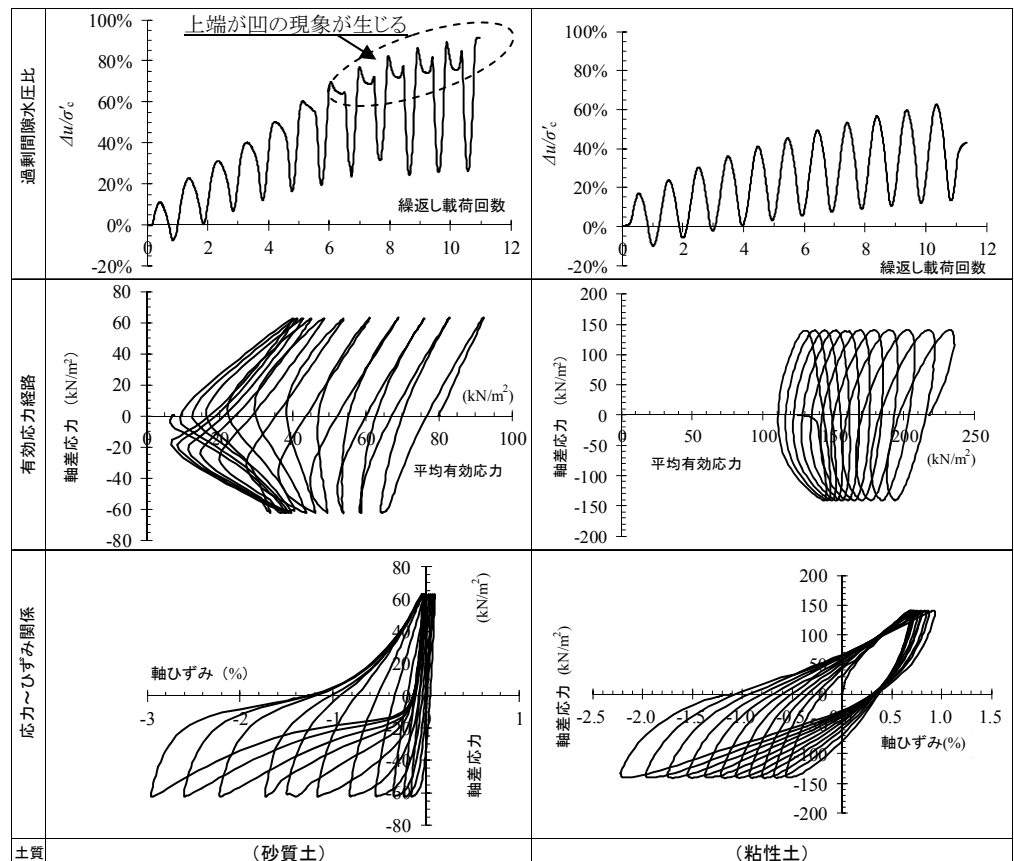 過剰間隙水圧比
上端が凹の現象が生じる
100%
80%
60%
40%
20%
0%
-20%
Δu/σ'c
0 2 4 6 8 10 12
繰返し載荷回数
100%
80%
60%
40%
20%
0%
-20%
Δu/σ'c
0 2 4 6 8 10 12
繰返し載荷回数
有効応力経路
80
60
40
20
0
-20
-40
-60
-80
軸差応力 (kN/m²)
0 20 40 60 80 100
(kN/m²)
平均有効応力
200
150
100
50
0
-50
-100
-150
-200
軸差応力 (kN/m²)
0 50 100 150 200 250
平均有効応力
(kN/m²)
応力~ひずみ関係
80
60
40
20
0
-20
-40
-60
-80
(kN/m²)
軸差応力
軸ひずみ (%)
-3 -2 -1 0 1
200
150
100
50
0
-50
-100
-150
-200
軸差応力 (kN/m²)
-2.5 -2.0 -1.5 -1.0 -0.5 0.0 0.5 1.0 1.5
軸ひずみ(%)
土質
(砂質土)
(粘性土)